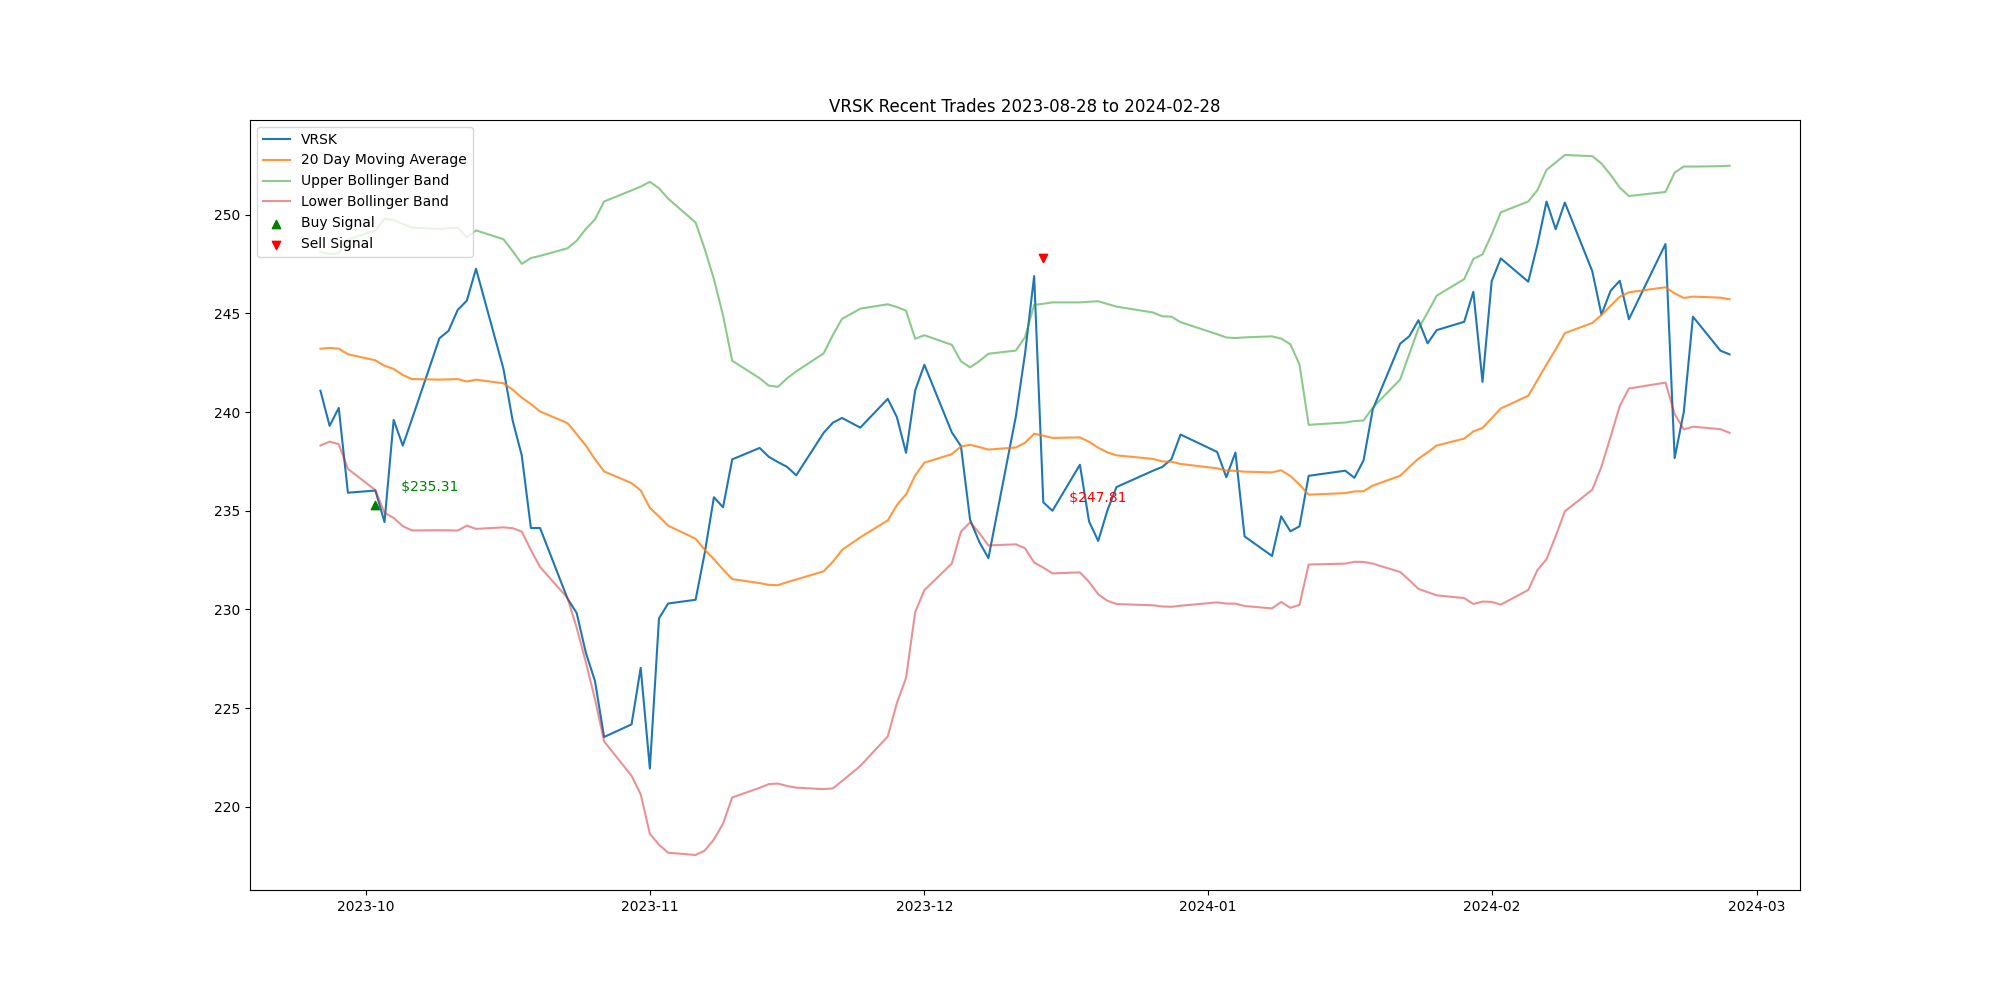 VRSK Recent Trades 2023-08-28 to 2024-02-28
VRSK
20 Day Moving Average
Upper Bollinger Band
Lower Bollinger Band
Buy Signal
Sell Signal
250
245
240
235
230
225
220
$235.31
$247.81
2023-10
2023-11
2023-12
2024-01
2024-02
2024-03